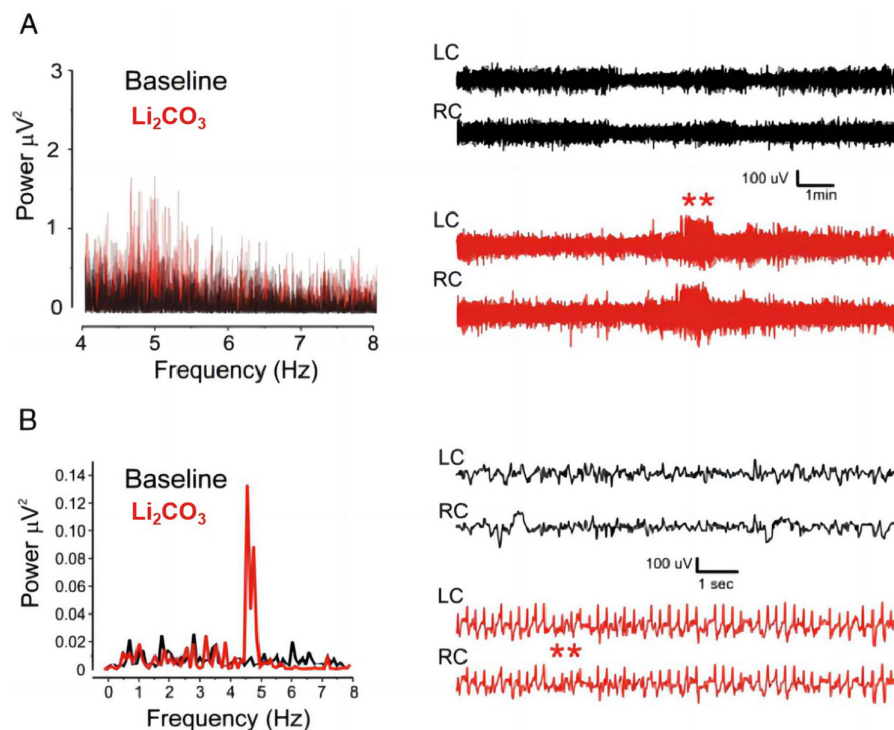 A
3
2
1
0
Power μV²
Baseline
Li₂CO₃
4 5 6 7 8
Frequency (Hz)
LC
RC
100 uV
1min
**
LC
RC
B
0.14
0.12
0.10
0.08
0.06
0.04
0.02
0
Power μV²
Baseline
Li₂CO₃
0 1 2 3 4 5 6 7 8
Frequency (Hz)
LC
RC
100 uV
1 sec
LC
**
RC